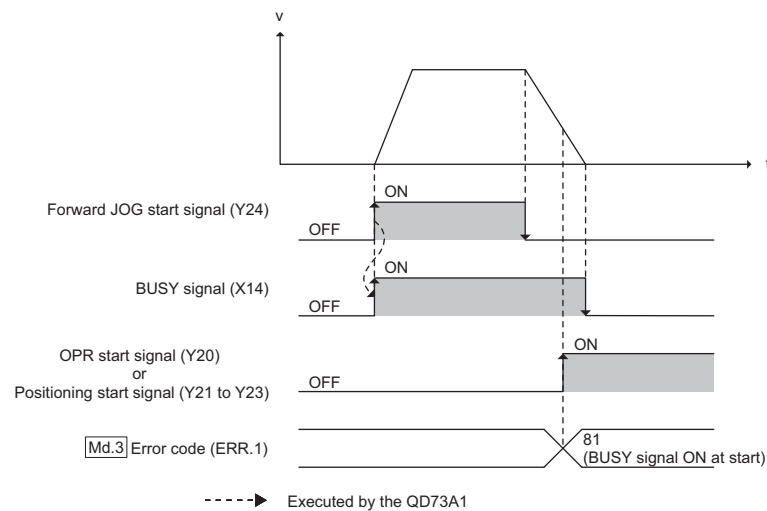 v
t
Forward JOG start signal (Y24)
ON
OFF
BUSY signal (X14)
ON
OFF
OPR start signal (Y20)
or
Positioning start signal (Y21 to Y23)
ON
OFF
Md.3 Error code (ERR.1)
81
(BUSY signal ON at start)
Executed by the QD73A1